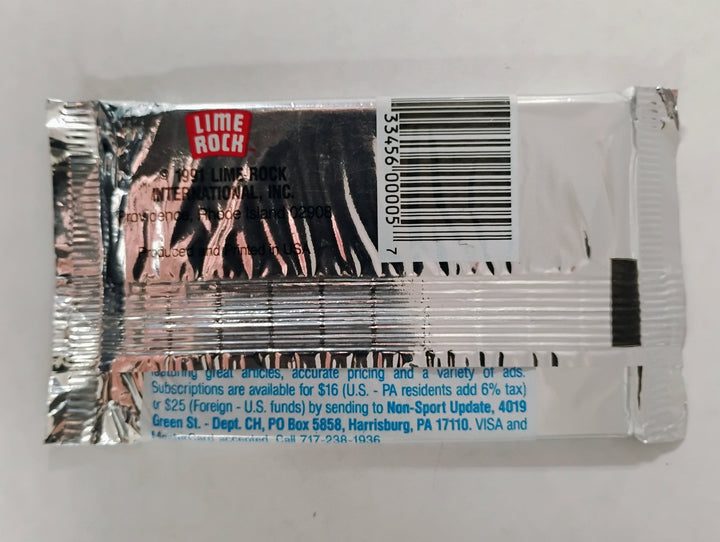 LIME
ROCK
© 1991 LIME ROCK
INTERNATIONAL, INC.
Providence, Rhode Island 02908
Produced and Printed in USA
33456 00005 7
featuring great articles, accurate pricing and a variety of ads.
Subscriptions are available for $16 (U.S. - PA residents add 6% tax)
or $25 (Foreign - U.S. funds) by sending to Non-Sport Update, 4019
Green St. - Dept. CH, PO Box 5858, Harrisburg, PA 17110. VISA and
MasterCard accepted. Call 717-238-1936